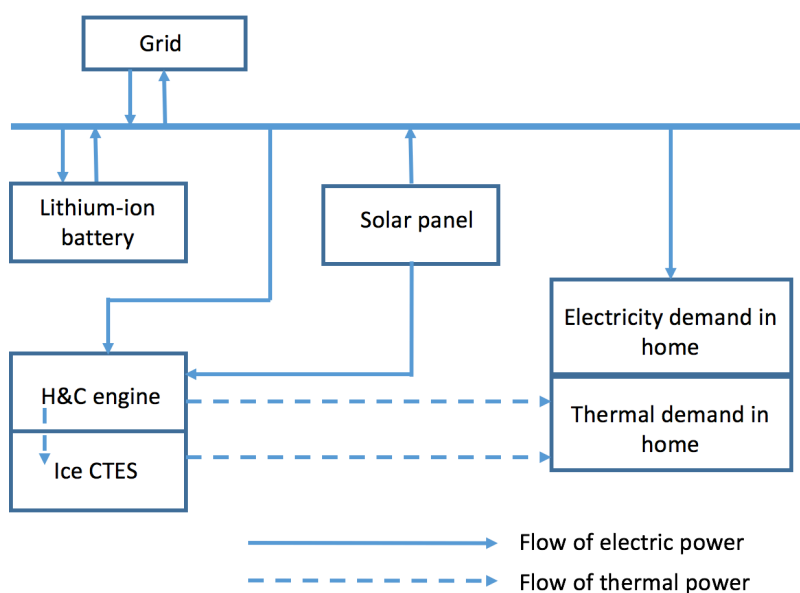 Grid
Lithium-ion
battery
Solar panel
Electricity demand in
home
H&C engine
Thermal demand in
home
Ice CTES
Flow of electric power
Flow of thermal power